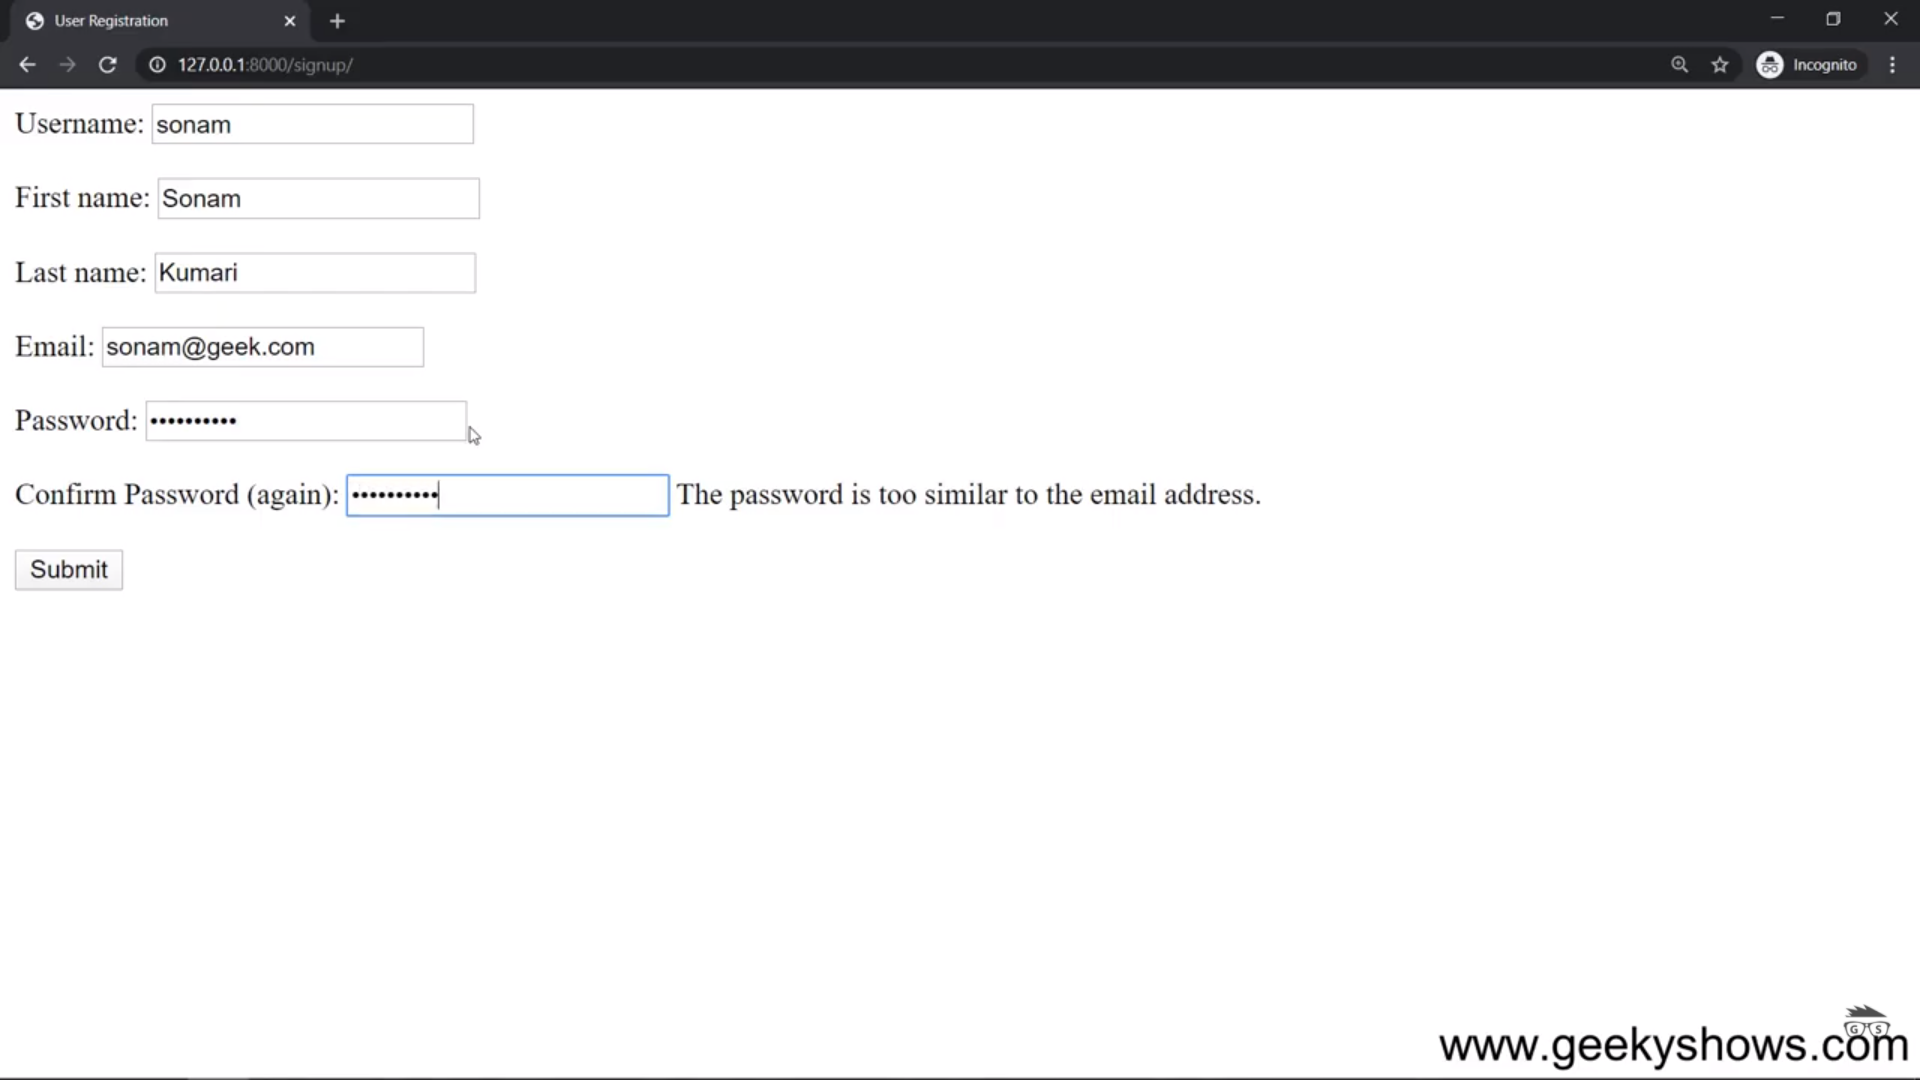 User Registration
127.0.0.1:8000/signup/
Incognito
Username: sonam
First name: Sonam
Last name: Kumari
Email: sonam@geek.com
Password: ••••••••••
Confirm Password (again): •••••••••• The password is too similar to the email address.
Submit
G S
www.geekyshows.com